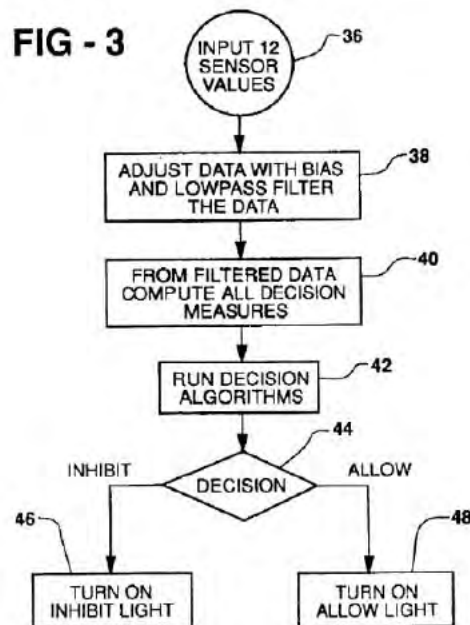 FIG - 3
INPUT 12
SENSOR
VALUES
36
ADJUST DATA WITH BIAS
AND LOWPASS FILTER
THE DATA
38
FROM FILTERED DATA
COMPUTE ALL DECISION
MEASURES
40
RUN DECISION
ALGORITHMS
42
DECISION
44
INHIBIT
ALLOW
46
TURN ON
INHIBIT LIGHT
48
TURN ON
ALLOW LIGHT